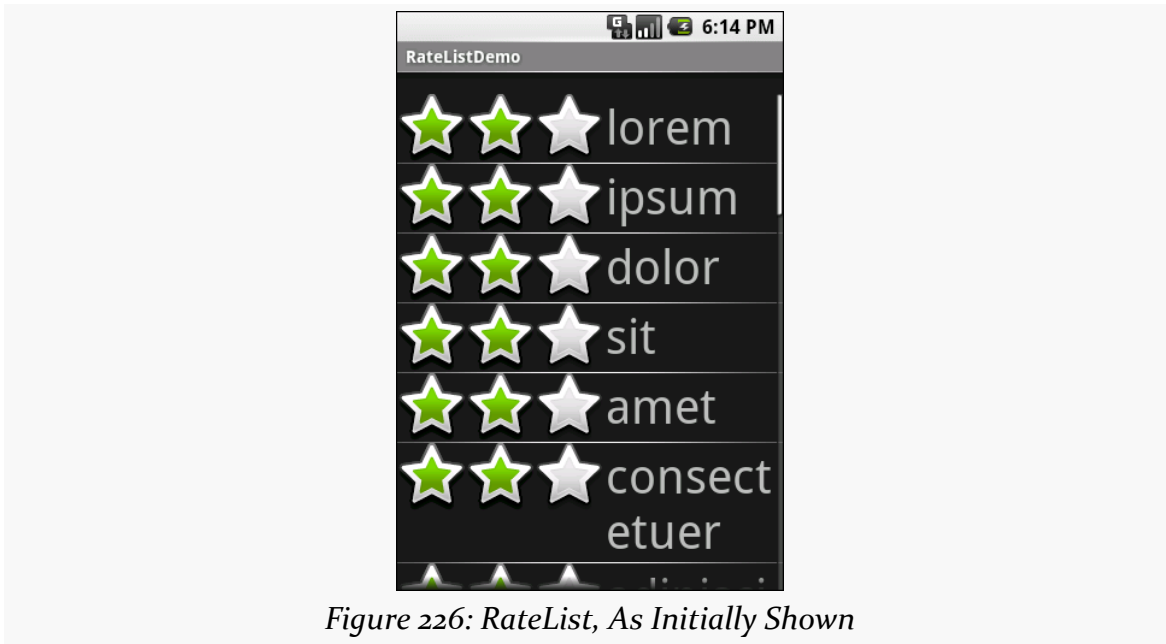 6:14 PM
RateListDemo
lorem
ipsum
dolor
sit
amet
consect
etuer
Figure 226: RateList, As Initially Shown